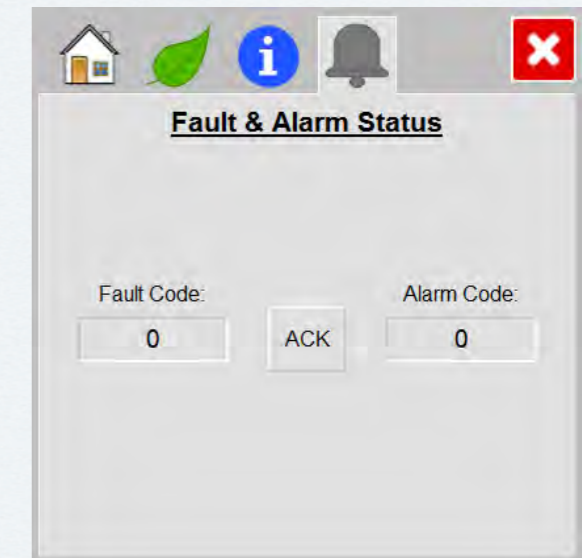 Fault & Alarm Status
Fault Code:
Alarm Code:
0
ACK
0